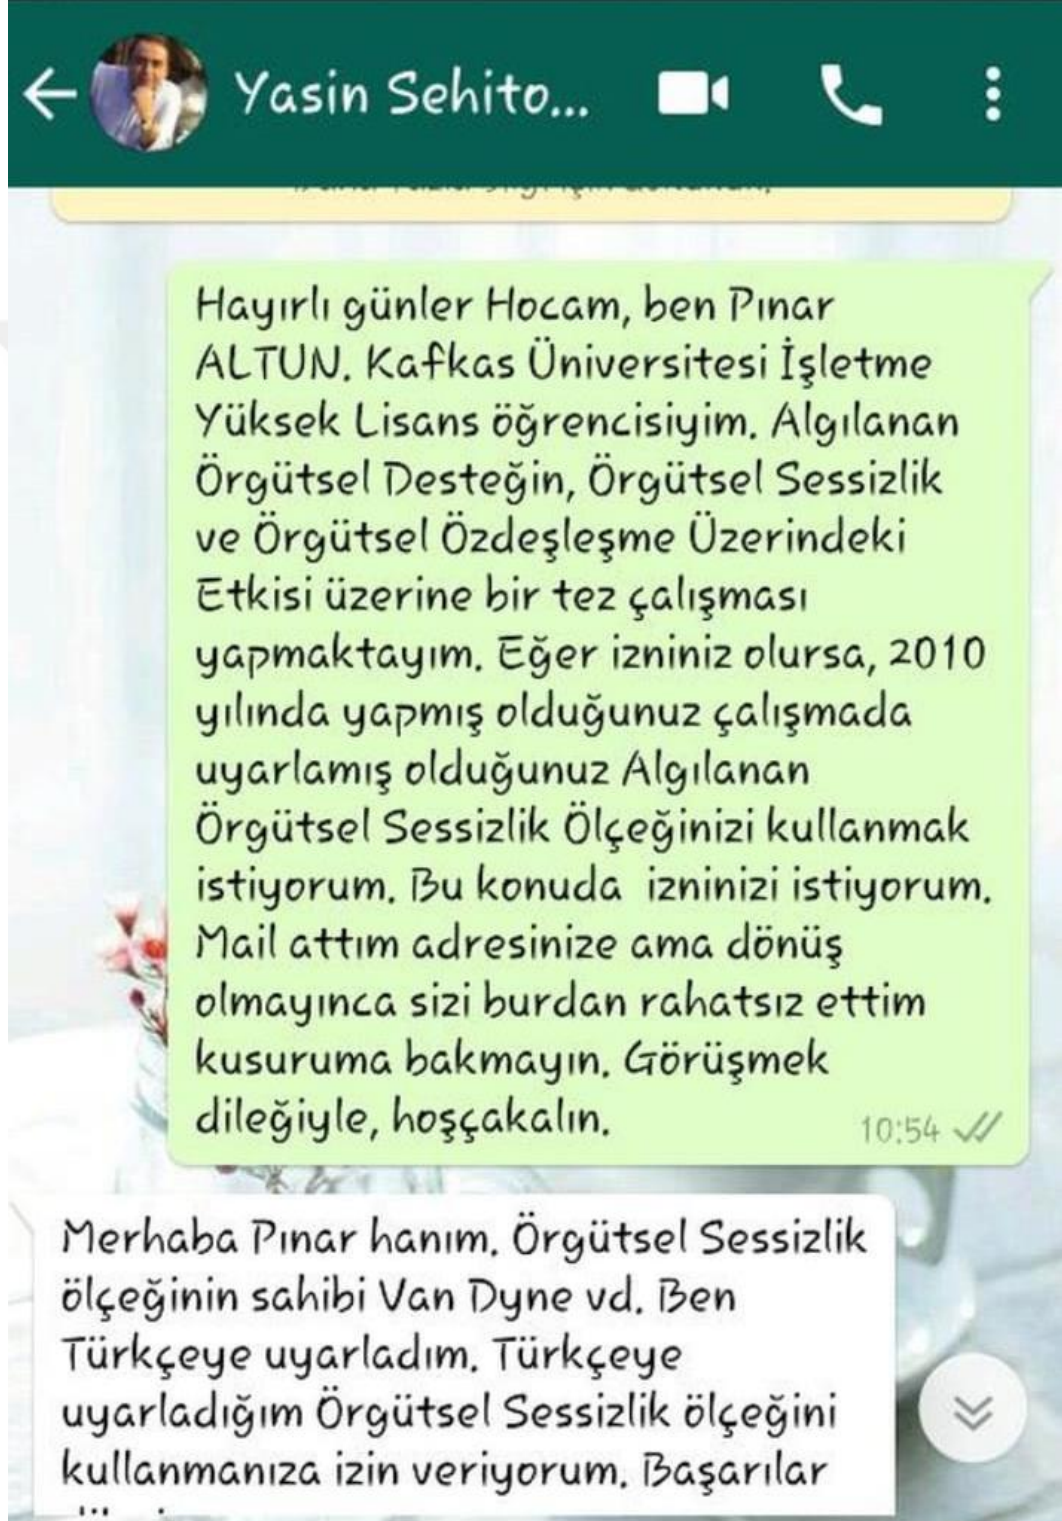 Yasin Sehito...
Hayırlı günler Hocam, ben Pınar
ALTUN. Kafkas Üniversitesi İşletme
Yüksek Lisans öğrencisiyim. Algılanan
Örgütsel Desteğin, Örgütsel Sessizlik
ve Örgütsel Özdeşleşme Üzerindeki
Etkisi üzerine bir tez çalışması
yapmaktayım. Eğer izniniz olursa, 2010
yılında yapmış olduğunuz çalışmada
uyarlamış olduğunuz Algılanan
Örgütsel Sessizlik Ölçeğinizi kullanmak
istiyorum. Bu konuda izninizi istiyorum.
Mail attım adresinize ama dönüş
olmayınca sizi burdan rahatsız ettim
kusuruma bakmayın. Görüşmek
dileğiyle, hoşçakalın.
10:54
Merhaba Pınar hanım. Örgütsel Sessizlik
ölçeğinin sahibi Van Dyne vd. Ben
Türkçeye uyarladım. Türkçeye
uyarladığım Örgütsel Sessizlik ölçeğini
kullanmanıza izin veriyorum. Başarılar